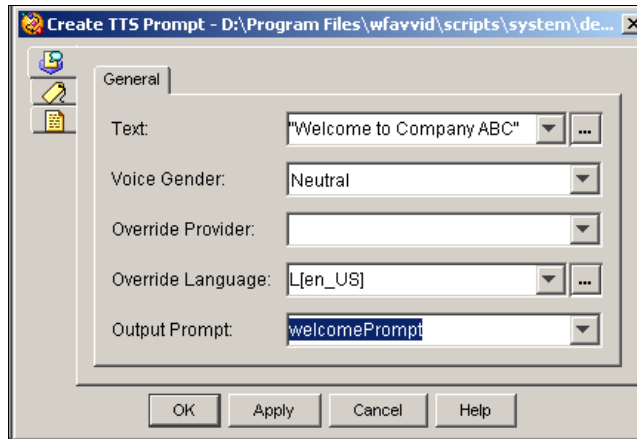 Create TTS Prompt - D:\Program Files\wfavvid\scripts\system\de...
General
Text: "Welcome to Company ABC" ...
Voice Gender: Neutral
Override Provider:
Override Language: L[en_US] ...
Output Prompt: welcomePrompt
OK Apply Cancel Help